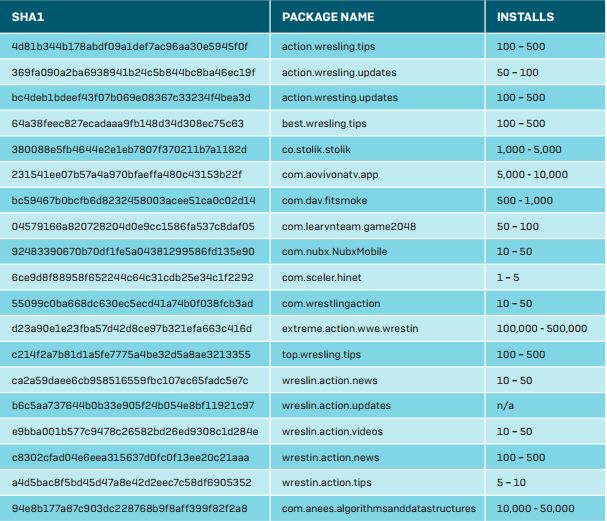 SHA1 PACKAGE NAME INSTALLS
4d81b344b178abdf09a1def7ac96aa30e5945f0f action.wresling.tips 100 – 500
369fa090a2ba6938941b24c5b844bc8ba46ec19f action.wresling.updates 50 – 100
bc4deb1bdeef43f07b069e08367c33234f4bea3d action.wresting.updates 100 – 500
64a38feec827ecadaaa9fb148d34d308ec75c63 best.wresling.tips 100 – 500
380088e5fb4644e2e1eb7807f370211b7a1182d co.stolik.stolik 1,000 - 5,000
231541ee07b57a4a970bfaeffa480c43153b22f com.aovivonatv.app 5,000 - 10,000
bc59467b0bcfb6d8232458003acee51ca0c02d14 com.dav.fitsmoke 500 - 1,000
04579166a820728204d0e9cc1586fa537c8daf05 com.learvnteam.game2048 50 – 100
92483390670b70df1fe5a04381299586fd135e90 com.nubx.NubxMobile 10 – 50
6ce9d8f88958f652244c64c31cdb25e34c1f2292 com.sceler.hinet 1 – 5
55099c0ba668dc630ec5ecd41a74b0f038fcb3ad com.wrestlingaction 10 – 50
d23a90e1e23fba57d42d8ce97b321efa663c416d extreme.action.wwe.wrestin 100,000 - 500,000
c214f2a7b81d1a5fe7775a4be32d5a8ae3213355 top.wresling.tips 100 – 500
ca2a59daee6cb958516559fbc107ec65fadc5e7c wreslin.action.news 10 – 50
b6c5aa737644b0b33e905f24b054e8bf11921c97 wreslin.action.updates n/a
e9bba001b577c9478c26582bd26ed9308c1d284e wreslin.action.videos 10 – 50
c8302cfad04e6eea315637d0fc0f13ee20c21aaa wrestin.action.news 100 – 500
a4d5bac8f5bd45d47a8e42d2eec7c58df6905352 wrestin.action.tips 5 – 10
94e8b177a87c903dc228768b9f8aff399f82f2a8 com.anees.algorithmsanddatastructures 10,000 - 50,000